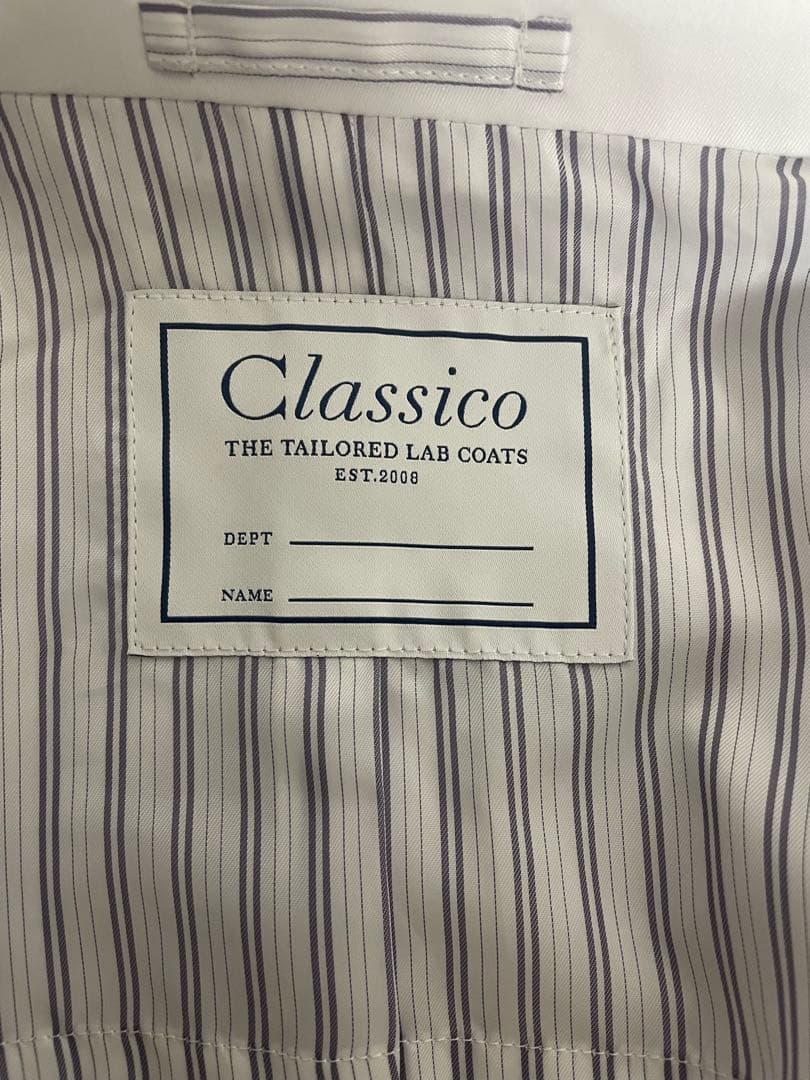 Classico
THE TAILORED LAB COATS
EST.2008
DEPT
NAME